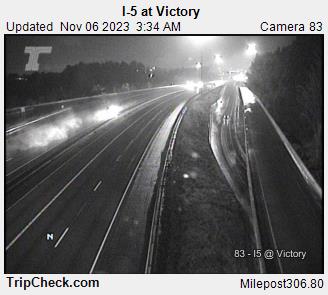 I-5 at Victory
Updated Nov 06 2023 3:34 AM Camera 83
N
83 - I5 @ Victory
TripCheck.com Milepost306.80